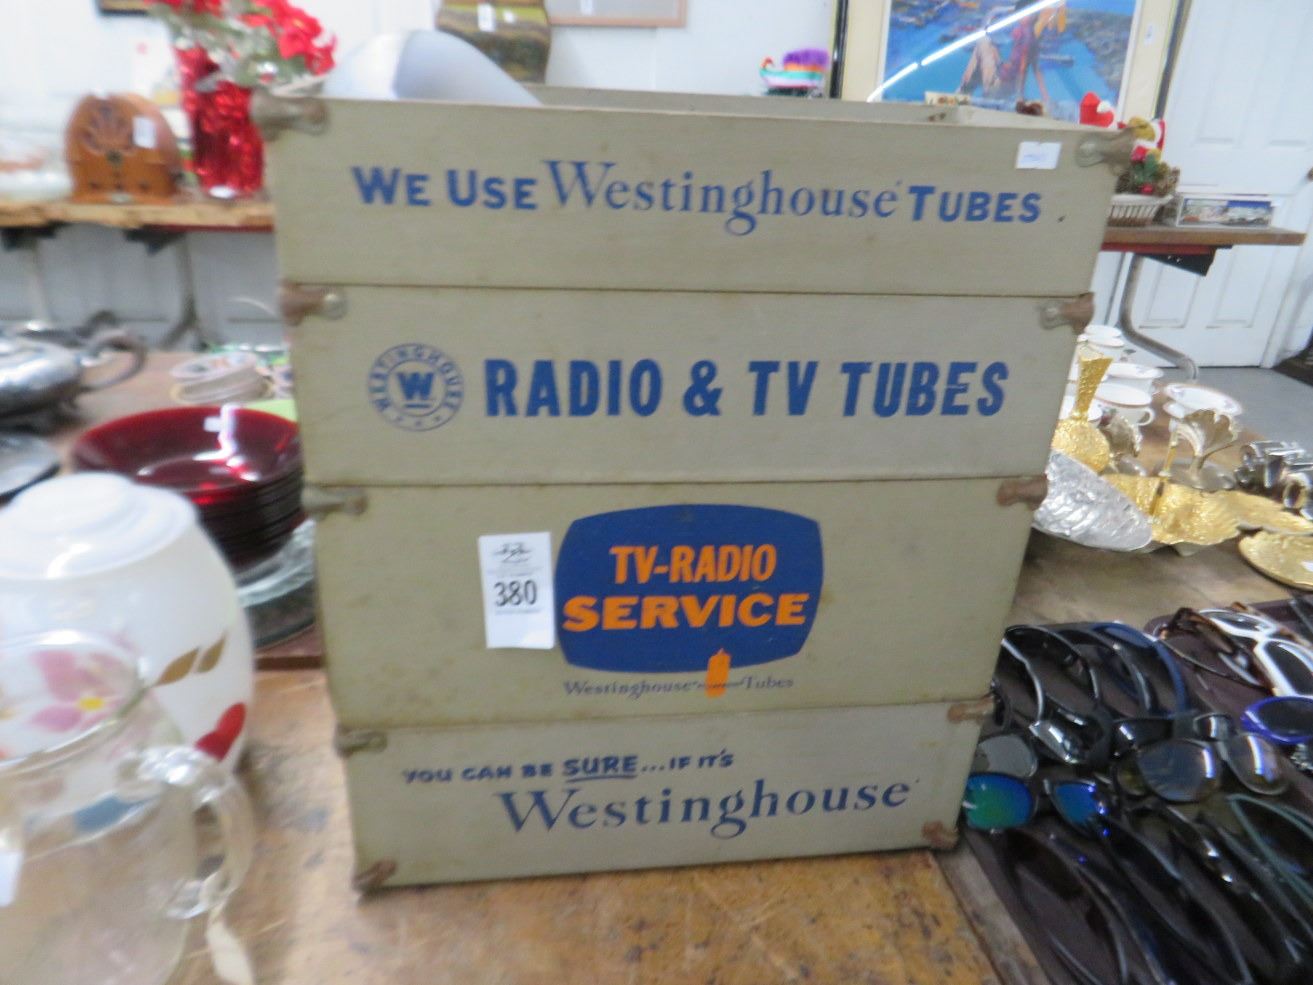 WE USE Westinghouse TUBES
WESTINGHOUSE
W
RADIO & TV TUBES
380
TV-RADIO
SERVICE
Westinghouse Tubes
YOU CAN BE SURE...IF IT'S
Westinghouse